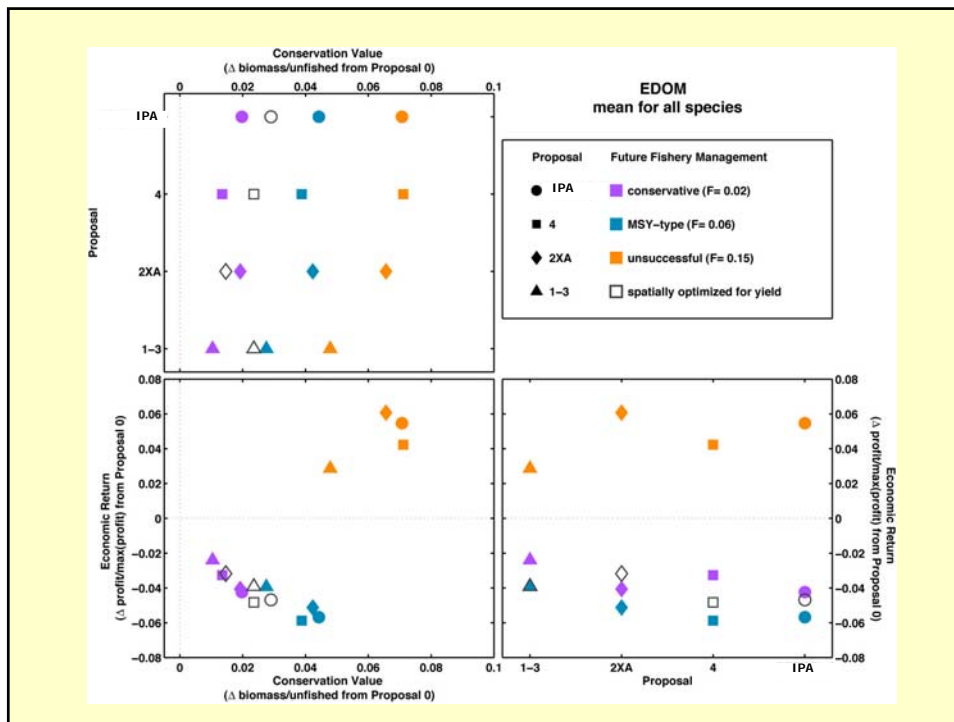 Conservation Value
(Δ biomass/unfished from Proposal 0)
0 0.02 0.04 0.06 0.08 0.1
IPA
4
2XA
1−3
Proposal
EDOM
mean for all species
Proposal Future Fishery Management
IPA conservative (F= 0.02)
4 MSY−type (F= 0.06)
2XA unsuccessful (F= 0.15)
1−3 spatially optimized for yield
0.08
0.06
0.04
0.02
0
−0.02
−0.04
−0.06
−0.08
Economic Return
(Δ profit/max(profit) from Proposal 0)
0 0.02 0.04 0.06 0.08 0.1
Conservation Value
(Δ biomass/unfished from Proposal 0)
0.08
0.06
0.04
0.02
0
−0.02
−0.04
−0.06
−0.08
Economic Return
(Δ profit/max(profit) from Proposal 0)
1−3 2XA 4 IPA
Proposal